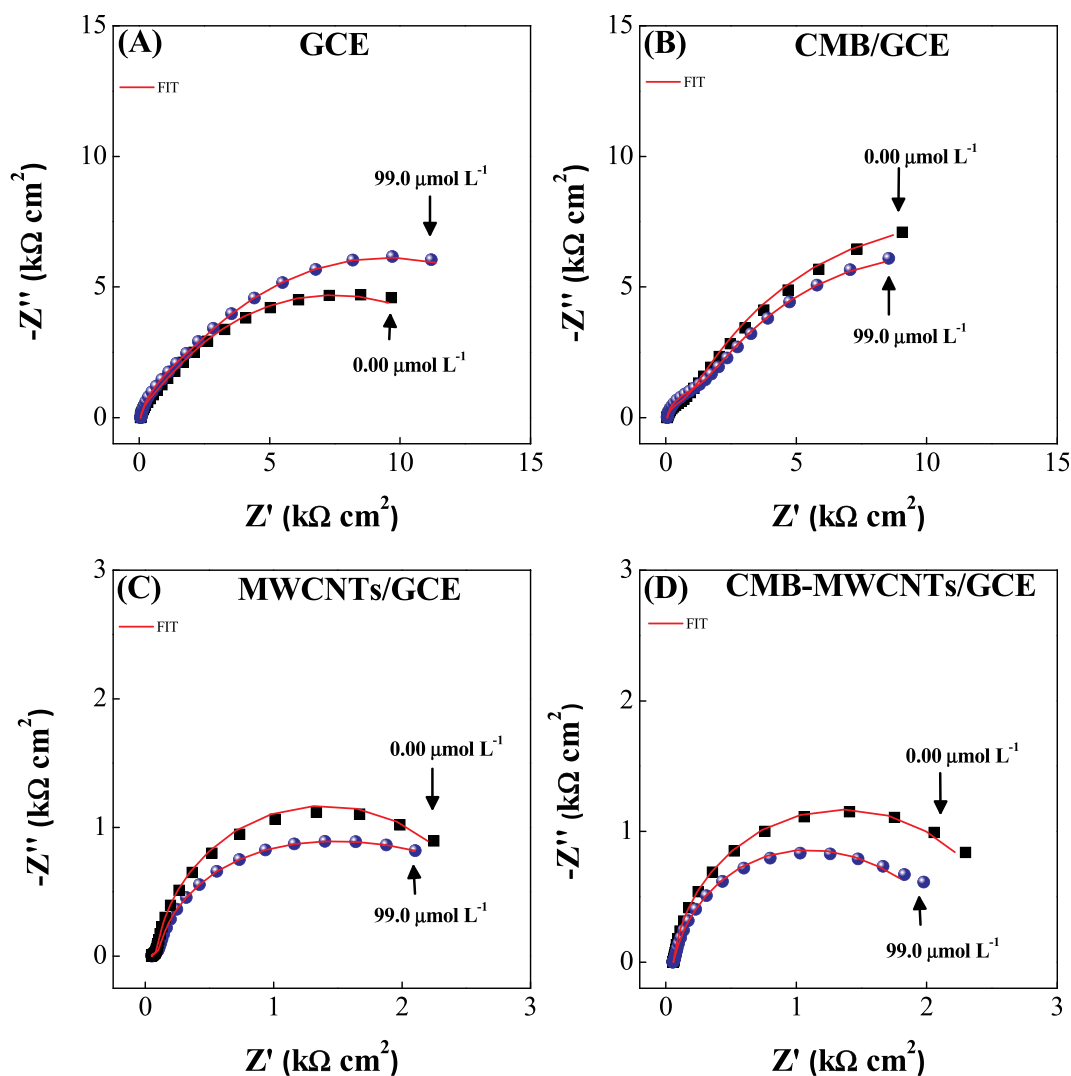 (A) GCE
FIT
99.0 μmol L⁻¹
0.00 μmol L⁻¹
-Z'' (kΩ cm²)
15
10
5
0
0 5 10 15
Z' (kΩ cm²)
(B) CMB/GCE
FIT
0.00 μmol L⁻¹
99.0 μmol L⁻¹
-Z'' (kΩ cm²)
15
10
5
0
0 5 10 15
Z' (kΩ cm²)
(C) MWCNTs/GCE
FIT
0.00 μmol L⁻¹
99.0 μmol L⁻¹
-Z'' (kΩ cm²)
3
2
1
0
0 1 2 3
Z' (kΩ cm²)
(D) CMB-MWCNTs/GCE
FIT
0.00 μmol L⁻¹
99.0 μmol L⁻¹
-Z'' (kΩ cm²)
3
2
1
0
0 1 2 3
Z' (kΩ cm²)